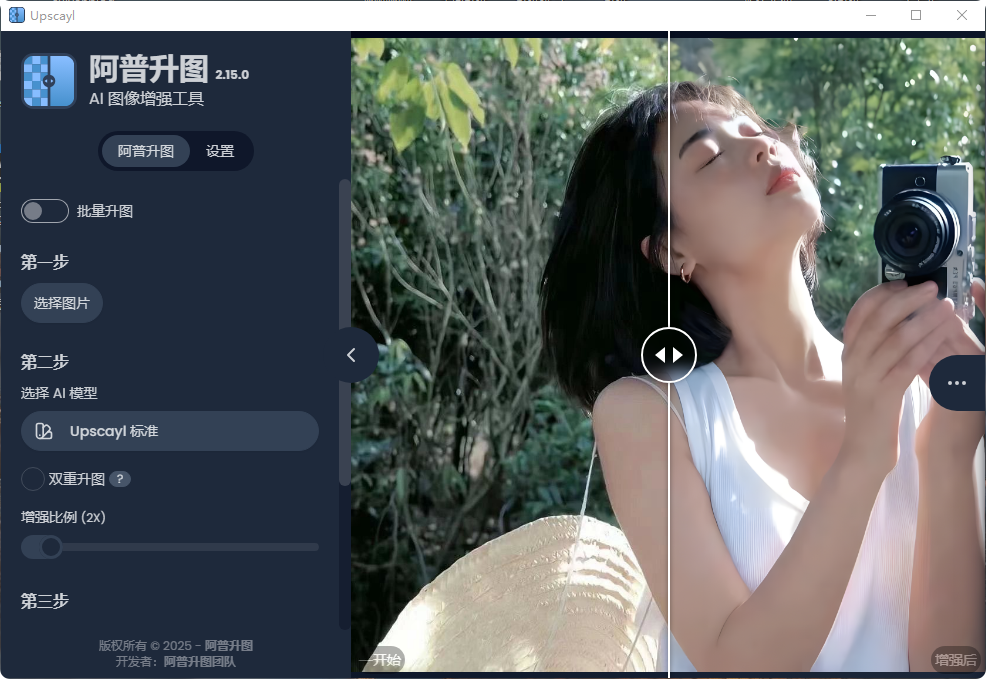 Upscayl
阿普升图 2.15.0
AI 图像增强工具
阿普升图 设置
批量升图
第一步
选择图片
第二步
选择 AI 模型
Upscayl 标准
双重升图 ?
增强比例 (2X)
第三步
版权所有 © 2025 - 阿普升图
开发者：阿普升图团队
一开始
增强后